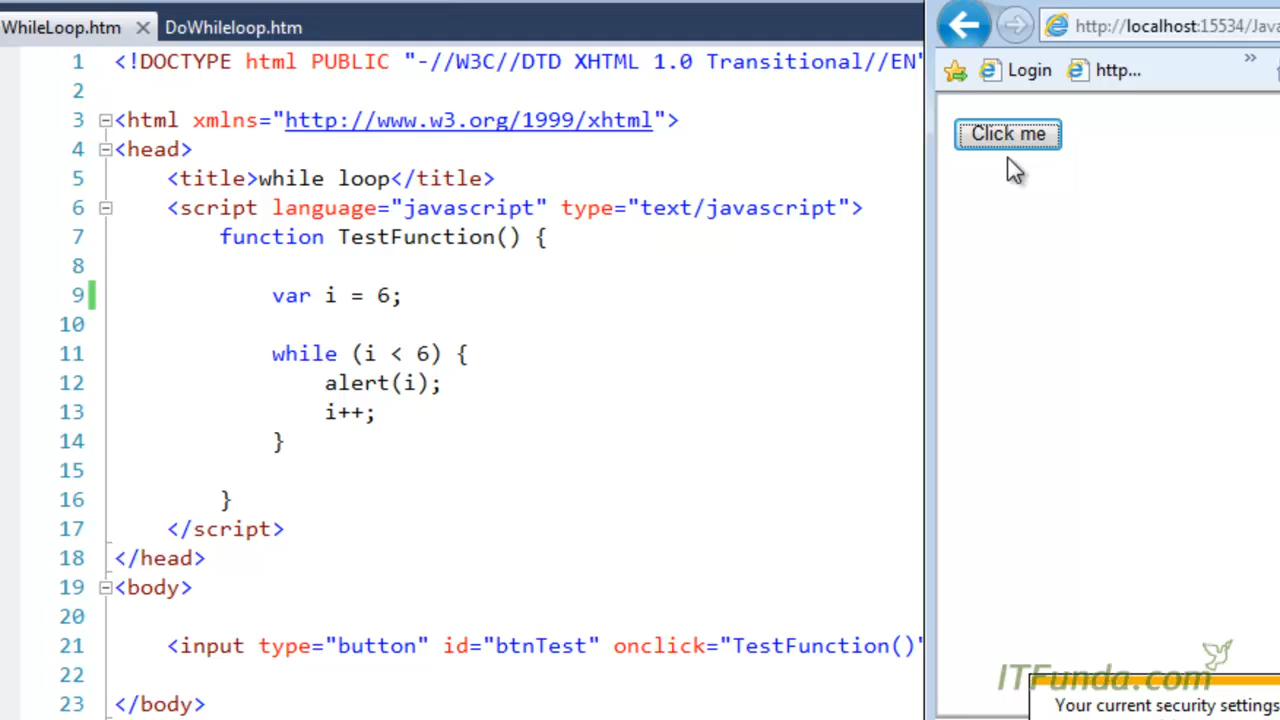 WhileLoop.htm DoWhileloop.htm
1 <!DOCTYPE html PUBLIC "-//W3C//DTD XHTML 1.0 Transitional//EN"
2
3 <html xmlns="http://www.w3.org/1999/xhtml">
4 <head>
5 <title>while loop</title>
6 <script language="javascript" type="text/javascript">
7 function TestFunction() {
8
9 var i = 6;
10
11 while (i < 6) {
12 alert(i);
13 i++;
14 }
15
16 }
17 </script>
18 </head>
19 <body>
20
21 <input type="button" id="btnTest" onclick="TestFunction()"
22
23 </body>
http://localhost:15534/Java
Login http...
Click me
ITFunda.com
Your current security settings